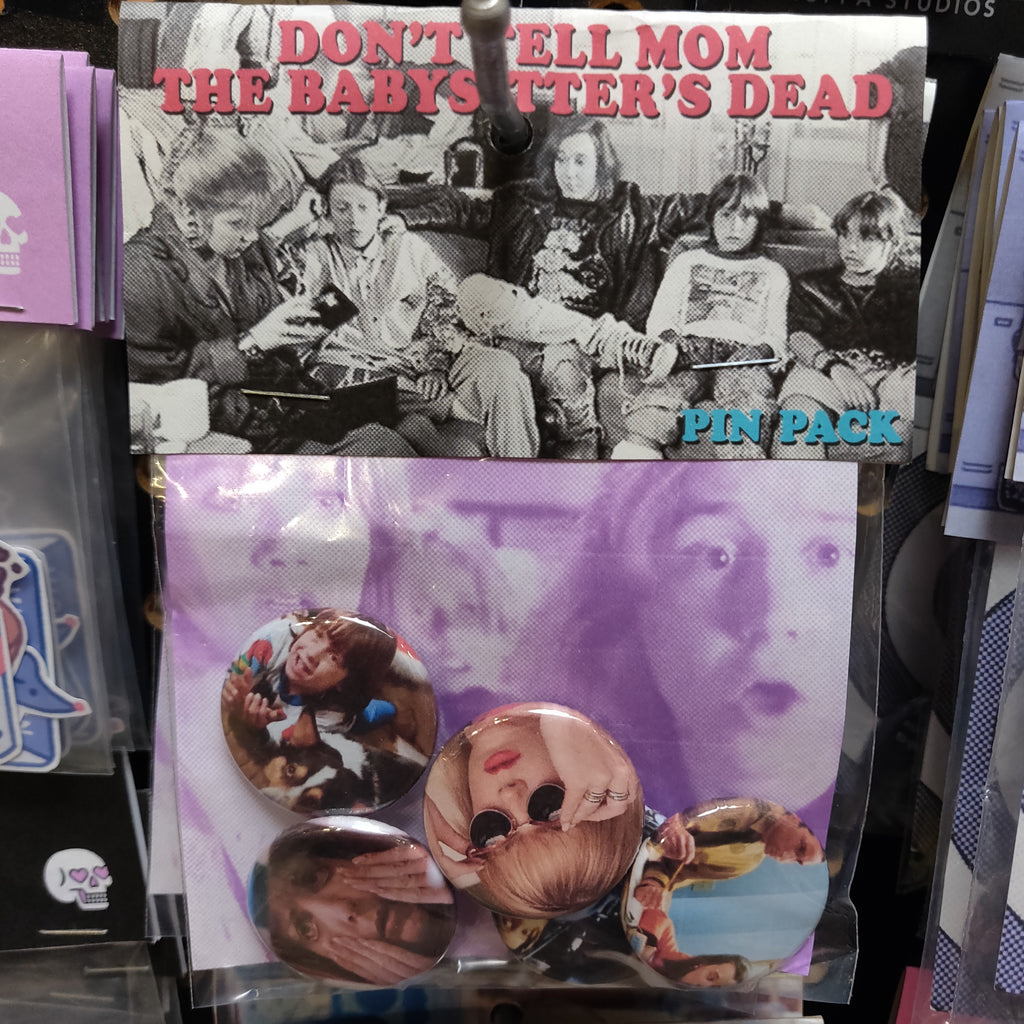 STUDIOS
DON'T TELL MOM
THE BABYSITTER'S DEAD
PIN PACK